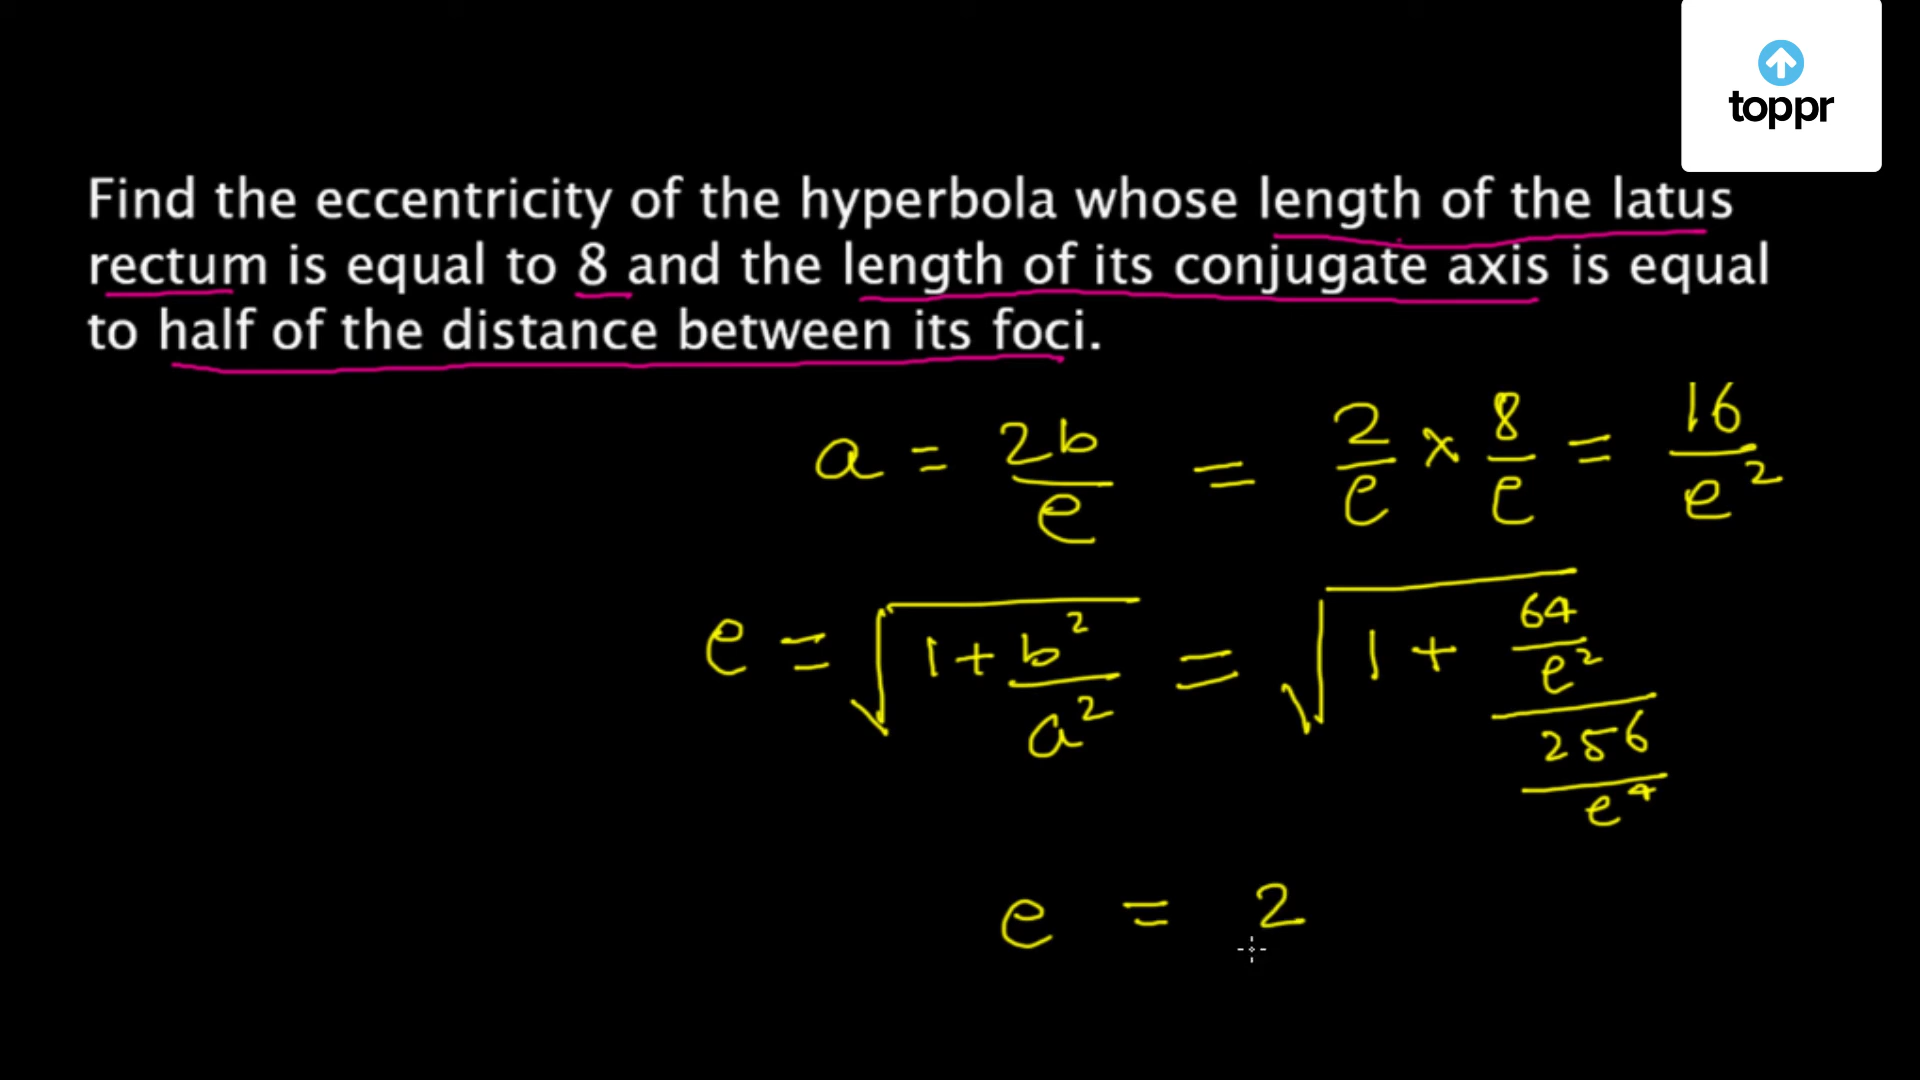 toppr
Find the eccentricity of the hyperbola whose length of the latus
rectum is equal to 8 and the length of its conjugate axis is equal
to half of the distance between its foci.
a = 2b/e = 2/e × 8/e = 16/e²
e = √(1 + b²/a²) = √(1 + (64/e²)/(256/e⁴))
e = 2